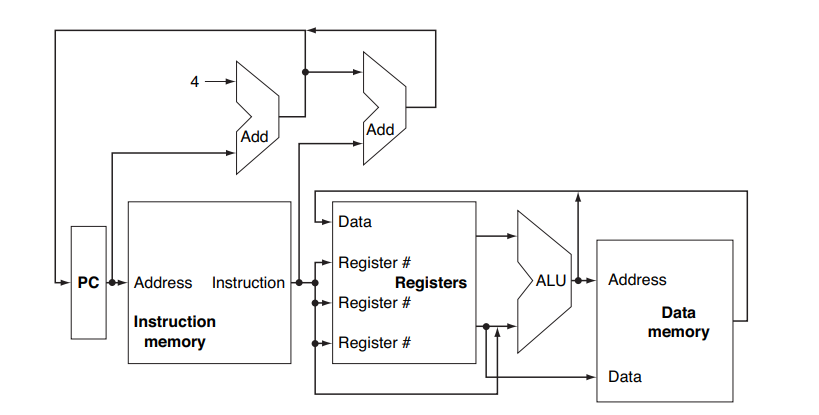 4
Add
Add
Data
Register #
PC
Address
Instruction
Registers
ALU
Address
Register #
Instruction
memory
Data
memory
Register #
Data